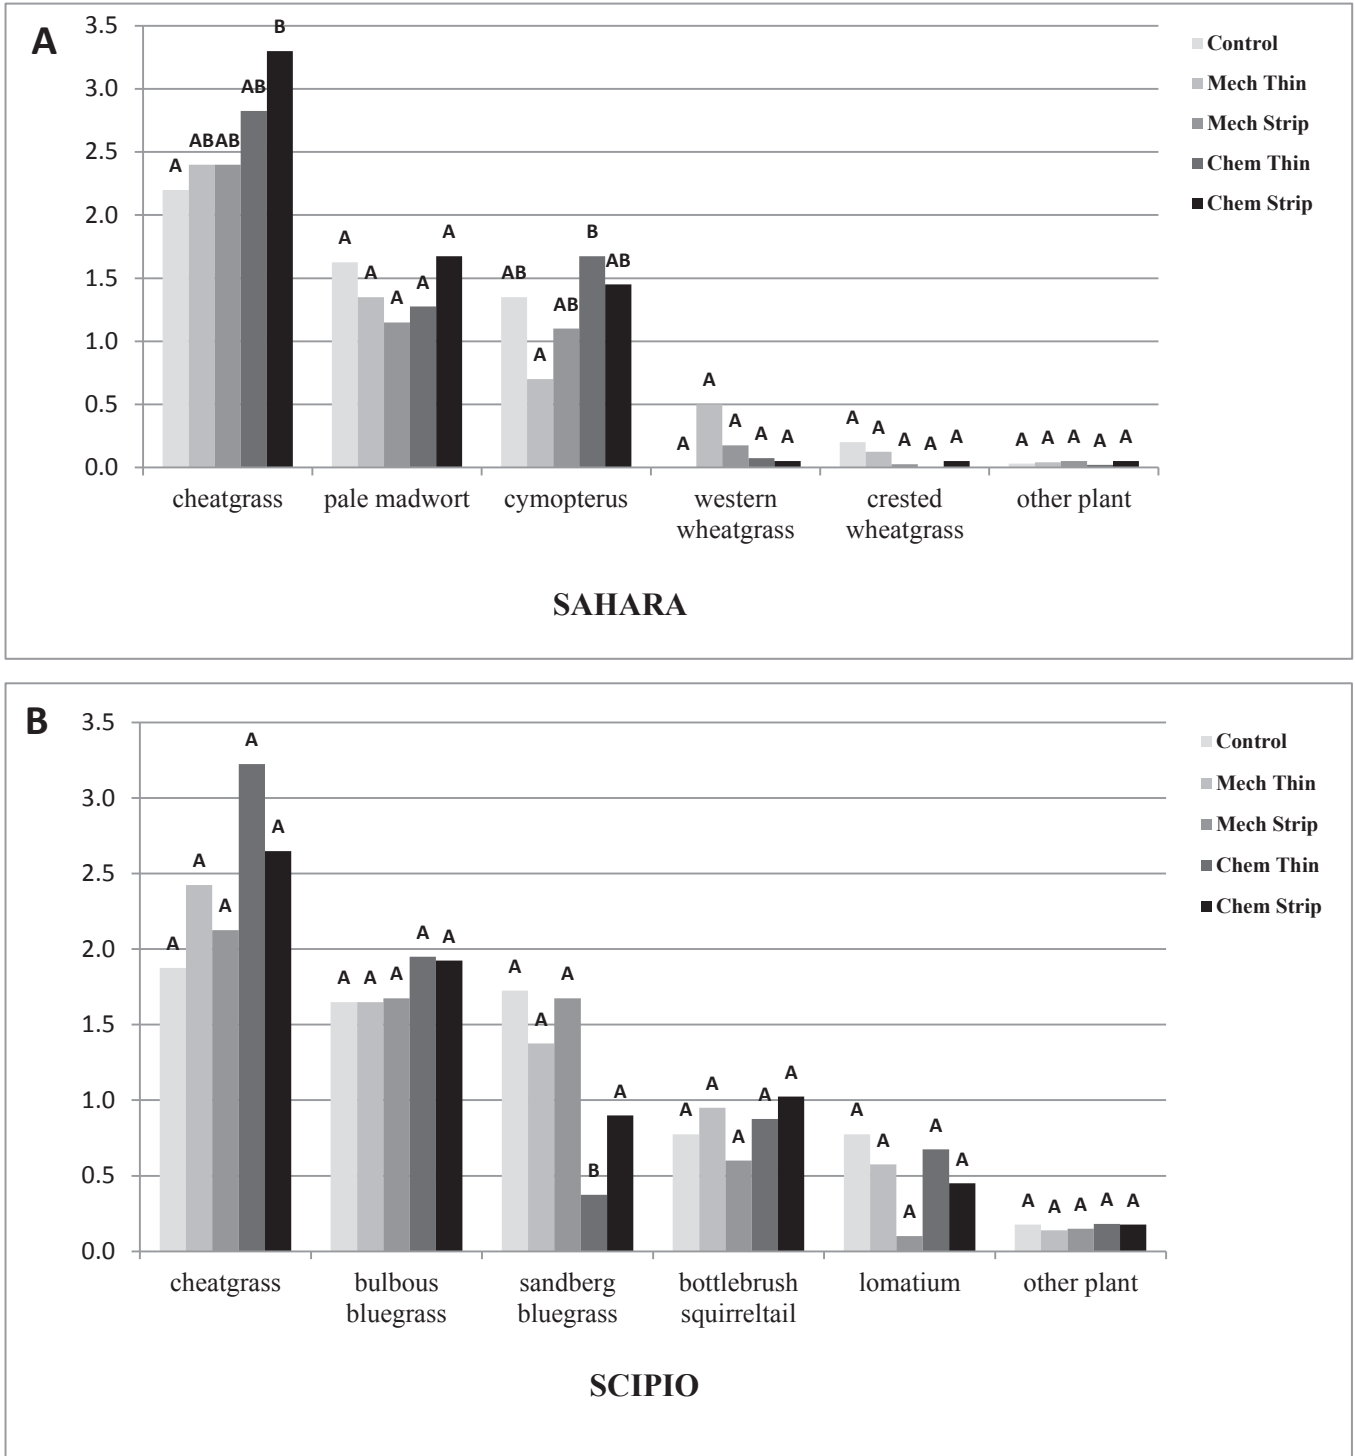 A
3.5
3.0
2.5
2.0
1.5
1.0
0.5
0.0
A AB AB AB B
A A A A A
AB A AB B AB
A A A A A
A A A A A
A A A A A
cheatgrass
pale madwort
cymopterus
western
wheatgrass
crested
wheatgrass
other plant
SAHARA
Control
Mech Thin
Mech Strip
Chem Thin
Chem Strip
B
3.5
3.0
2.5
2.0
1.5
1.0
0.5
0.0
A A A A A
A A A A A
A A A B A
A A A A A
A A A A A
A A A A A
cheatgrass
bulbous
bluegrass
sandberg
bluegrass
bottlebrush
squirreltail
lomatium
other plant
SCIPIO
Control
Mech Thin
Mech Strip
Chem Thin
Chem Strip